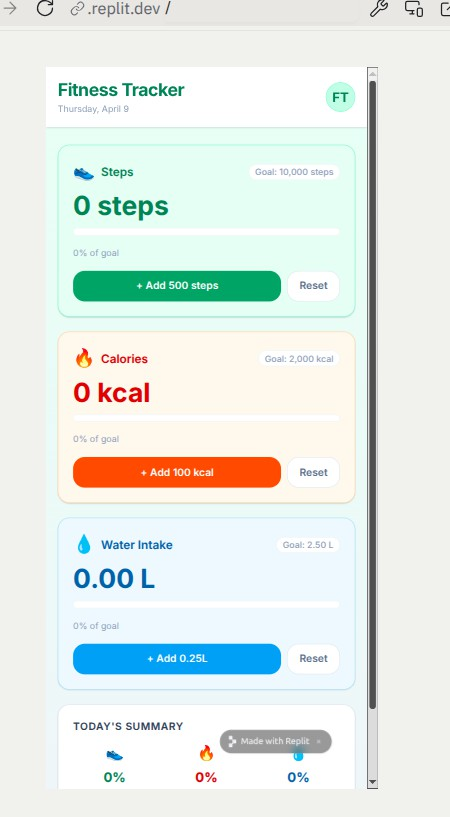 .replit.dev /
Fitness Tracker
Thursday, April 9
FT
Steps
Goal: 10,000 steps
0 steps
0% of goal
+ Add 500 steps
Reset
Calories
Goal: 2,000 kcal
0 kcal
0% of goal
+ Add 100 kcal
Reset
Water Intake
Goal: 2.50 L
0.00 L
0% of goal
+ Add 0.25L
Reset
TODAY'S SUMMARY
Made with Replit ×
0%
0%
0%